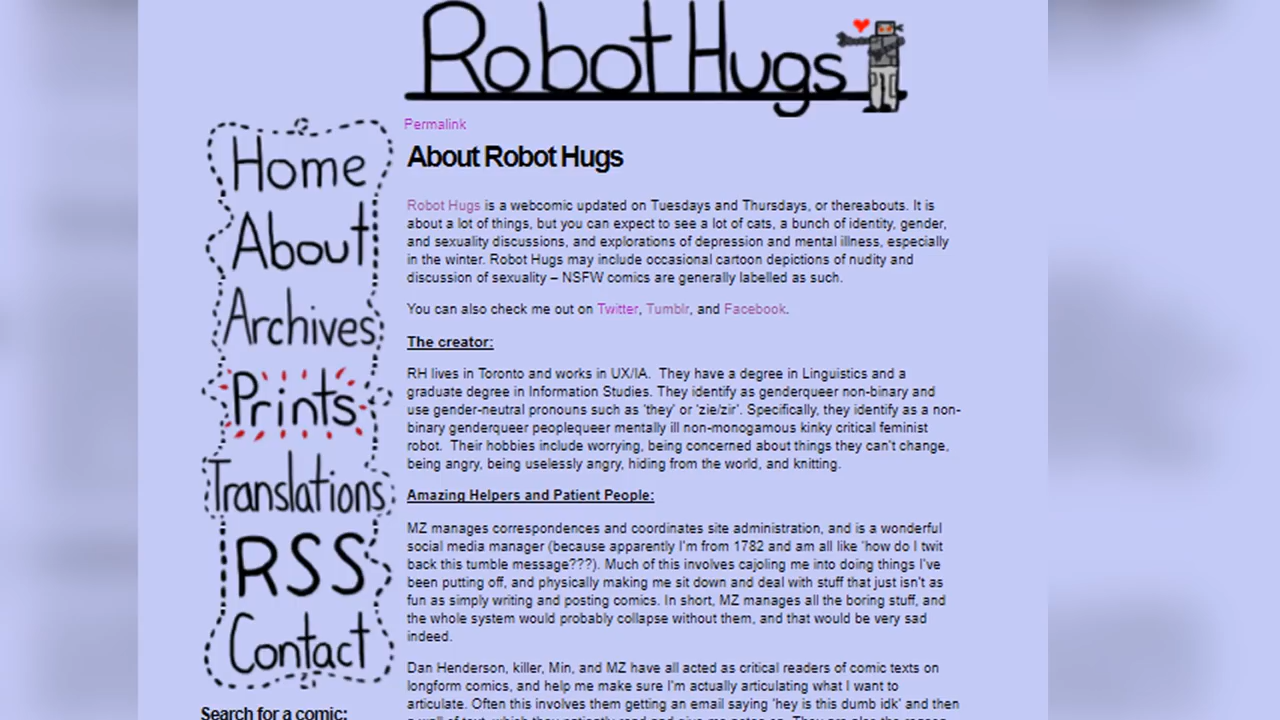 Robot Hugs
Permalink
About Robot Hugs
Home
About
Archives
Prints
Translations
RSS
Contact
Search for a comic:
Robot Hugs is a webcomic updated on Tuesdays and Thursdays, or thereabouts. It is
about a lot of things, but you can expect to see a lot of cats, a bunch of identity, gender,
and sexuality discussions, and explorations of depression and mental illness, especially
in the winter. Robot Hugs may include occasional cartoon depictions of nudity and
discussion of sexuality – NSFW comics are generally labelled as such.
You can also check me out on Twitter, Tumblr, and Facebook.
The creator:
RH lives in Toronto and works in UX/IA. They have a degree in Linguistics and a
graduate degree in Information Studies. They identify as genderqueer non-binary and
use gender-neutral pronouns such as 'they' or 'zie/zir'. Specifically, they identify as a non-
binary genderqueer peoplequeer mentally ill non-monogamous kinky critical feminist
robot. Their hobbies include worrying, being concerned about things they can't change,
being angry, being uselessly angry, hiding from the world, and knitting.
Amazing Helpers and Patient People:
MZ manages correspondences and coordinates site administration, and is a wonderful
social media manager (because apparently I'm from 1782 and am all like 'how do I twit
back this tumble message???). Much of this involves cajoling me into doing things I've
been putting off, and physically making me sit down and deal with stuff that just isn't as
fun as simply writing and posting comics. In short, MZ manages all the boring stuff, and
the whole system would probably collapse without them, and that would be very sad
indeed.
Dan Henderson, killer, Min, and MZ have all acted as critical readers of comic texts on
longform comics, and help me make sure I'm actually articulating what I want to
articulate. Often this involves them getting an email saying 'hey is this dumb idk' and then